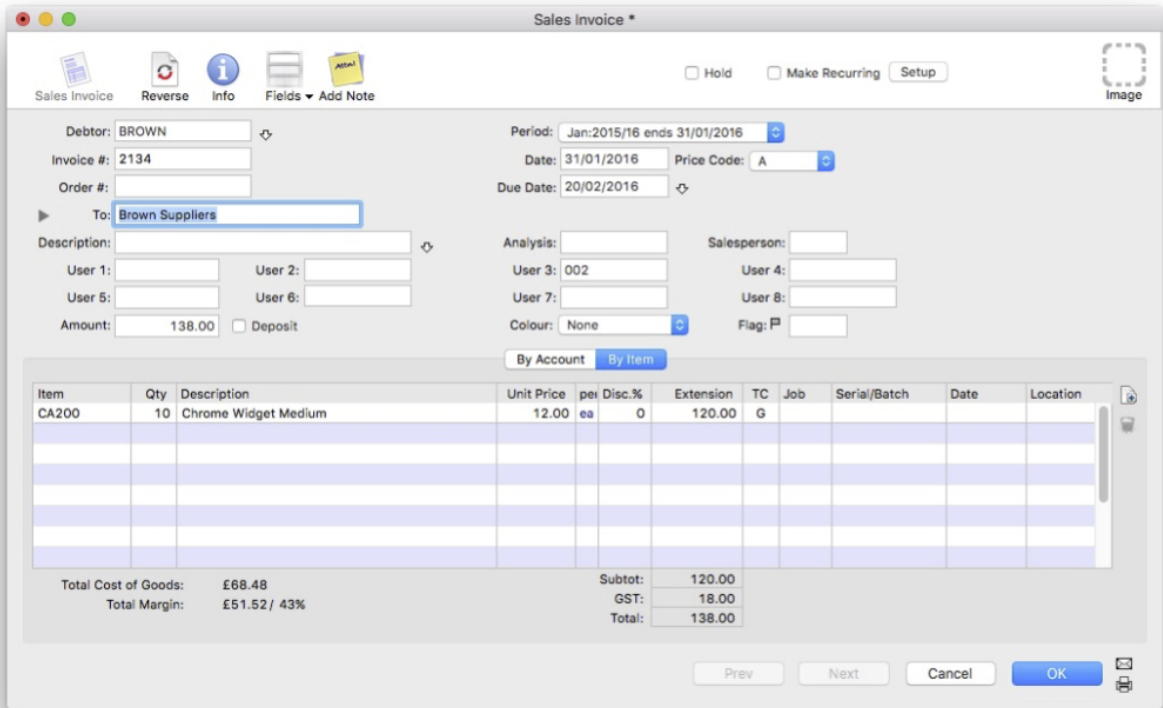 Sales Invoice *
Sales Invoice Reverse Info Fields Add Note Hold Make Recurring Setup Image
Debtor: BROWN Period: Jan:2015/16 ends 31/01/2016
Invoice #: 2134 Date: 31/01/2016 Price Code: A
Order #: Due Date: 20/02/2016
To: Brown Suppliers
Description: Analysis: Salesperson:
User 1: User 2: User 3: 002 User 4:
User 5: User 6: User 7: User 8:
Amount: 138.00 Deposit Colour: None Flag:
By Account By Item
Item Qty Description Unit Price per Disc.% Extension TC Job Serial/Batch Date Location
CA200 10 Chrome Widget Medium 12.00 ea 0 120.00 G
Total Cost of Goods: £68.48 Subtot: 120.00
Total Margin: £51.52/ 43% GST: 18.00
Total: 138.00
Prev Next Cancel OK